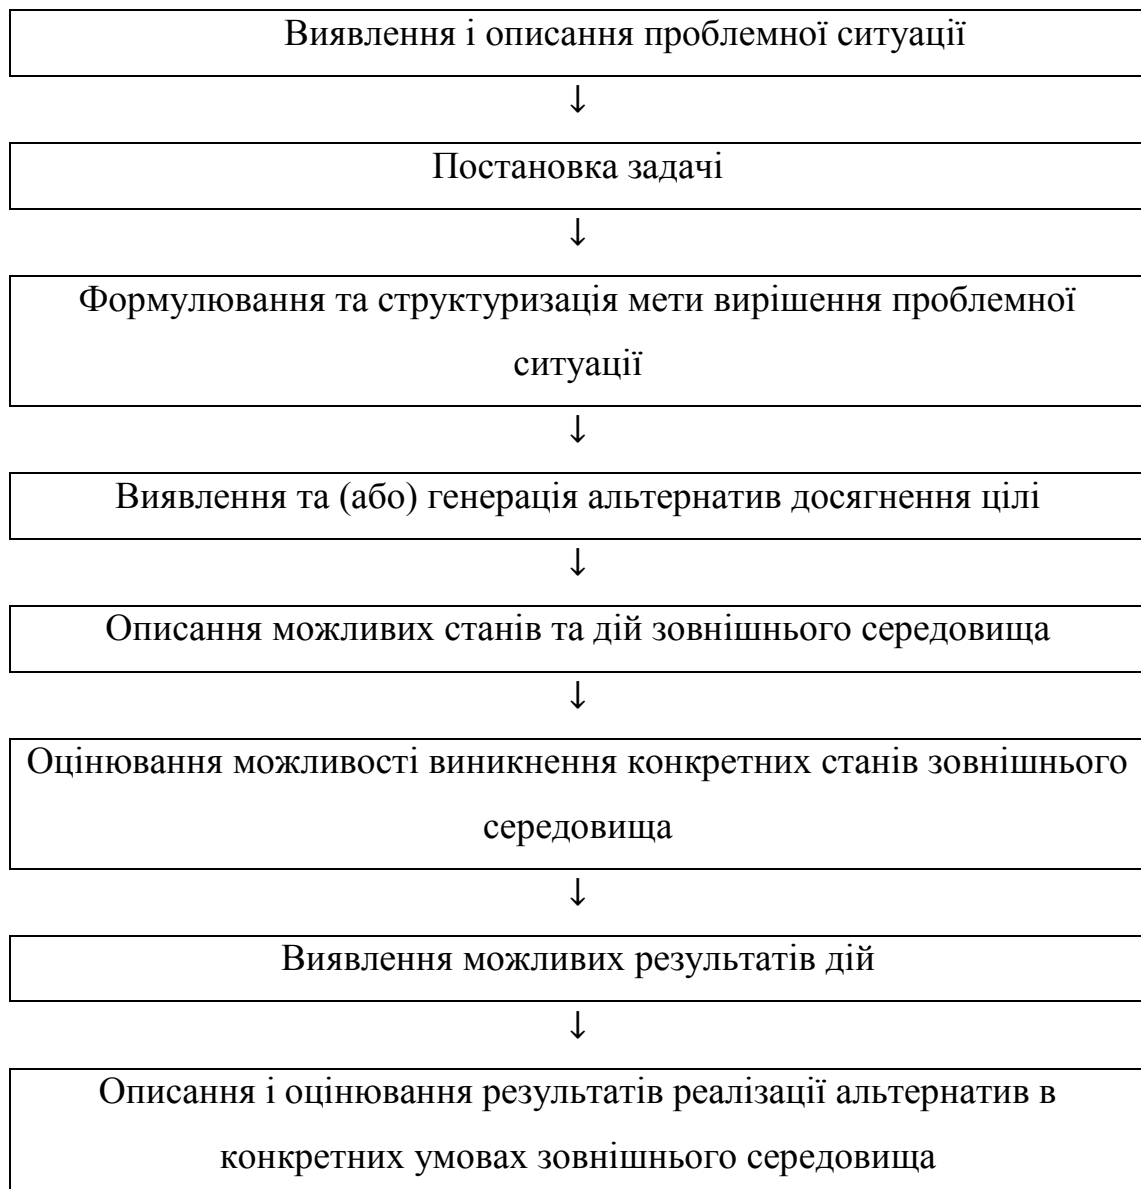 Виявлення і описання проблемної ситуації
↓
Постановка задачі
↓
Формулювання та структуризація мети вирішення проблемної
ситуації
↓
Виявлення та (або) генерація альтернатив досягнення цілі
↓
Описання можливих станів та дій зовнішнього середовища
↓
Оцінювання можливості виникнення конкретних станів зовнішнього
середовища
↓
Виявлення можливих результатів дій
↓
Описання і оцінювання результатів реалізації альтернатив в
конкретних умовах зовнішнього середовища